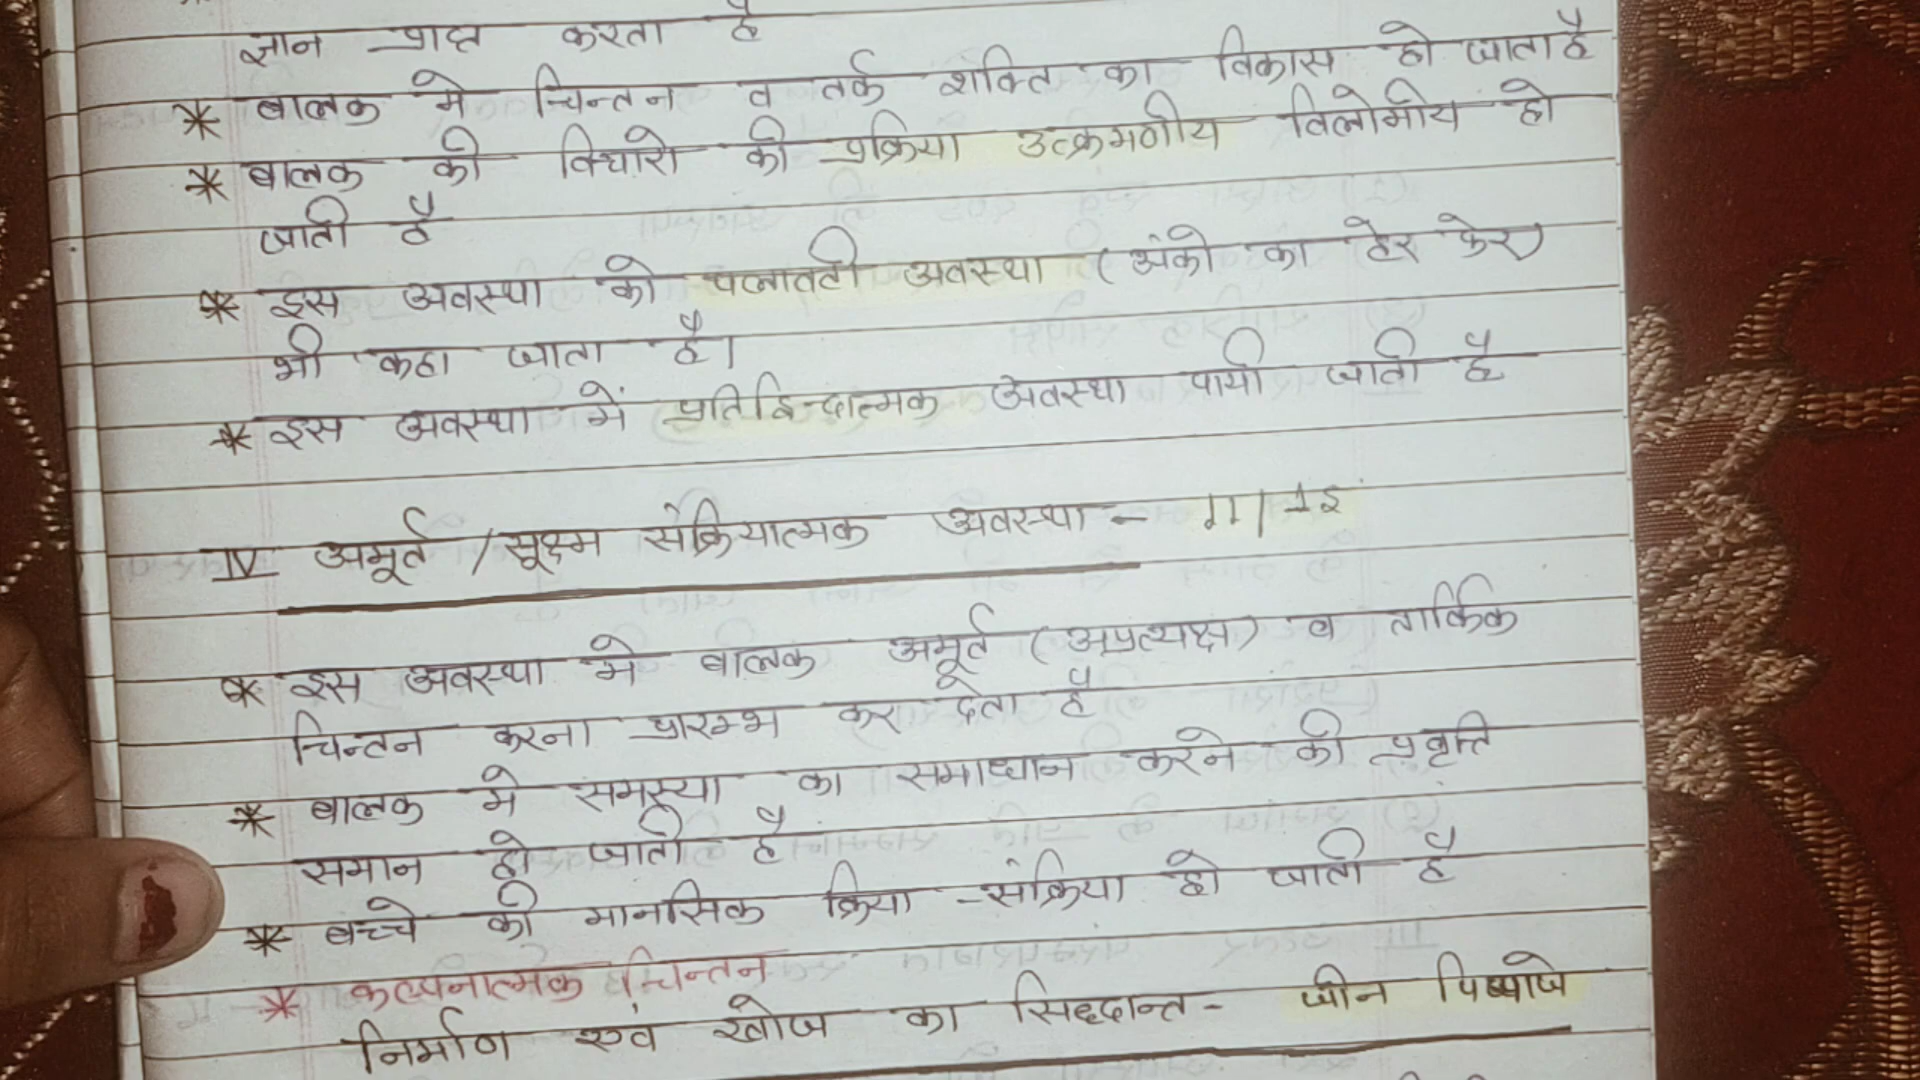 ज्ञान प्राप्त करता है
* बालक मे चिन्तन व तर्क शक्ति का विकास हो जाता है
* बालक की विचारो की प्रक्रिया उत्क्रमणीय विलोमीय हो
जाती है
* इस अवस्था को पलावटी अवस्था (अंको का हेर फेर)
भी कहा जाता है।
* इस अवस्था में प्रतिद्विन्दात्मक अवस्था पायी जाती है
IV अमूर्त / सूक्ष्म संक्रियात्मक अवस्था - 11 / 12
* इस अवस्था मे बालक अमूर्त (अप्रत्यक्ष) व तार्किक
चिन्तन करना प्रारम्भ कर देता है
* बालक मे समस्या का समाधान करने की प्रवृत्ति
समान हो जाती है
* बच्चे की मानसिक क्रिया - संक्रिया हो जाती है
* कल्पनात्मक चिन्तन
निर्माण एवं खोज का सिद्दान्त - जीन पियाजे